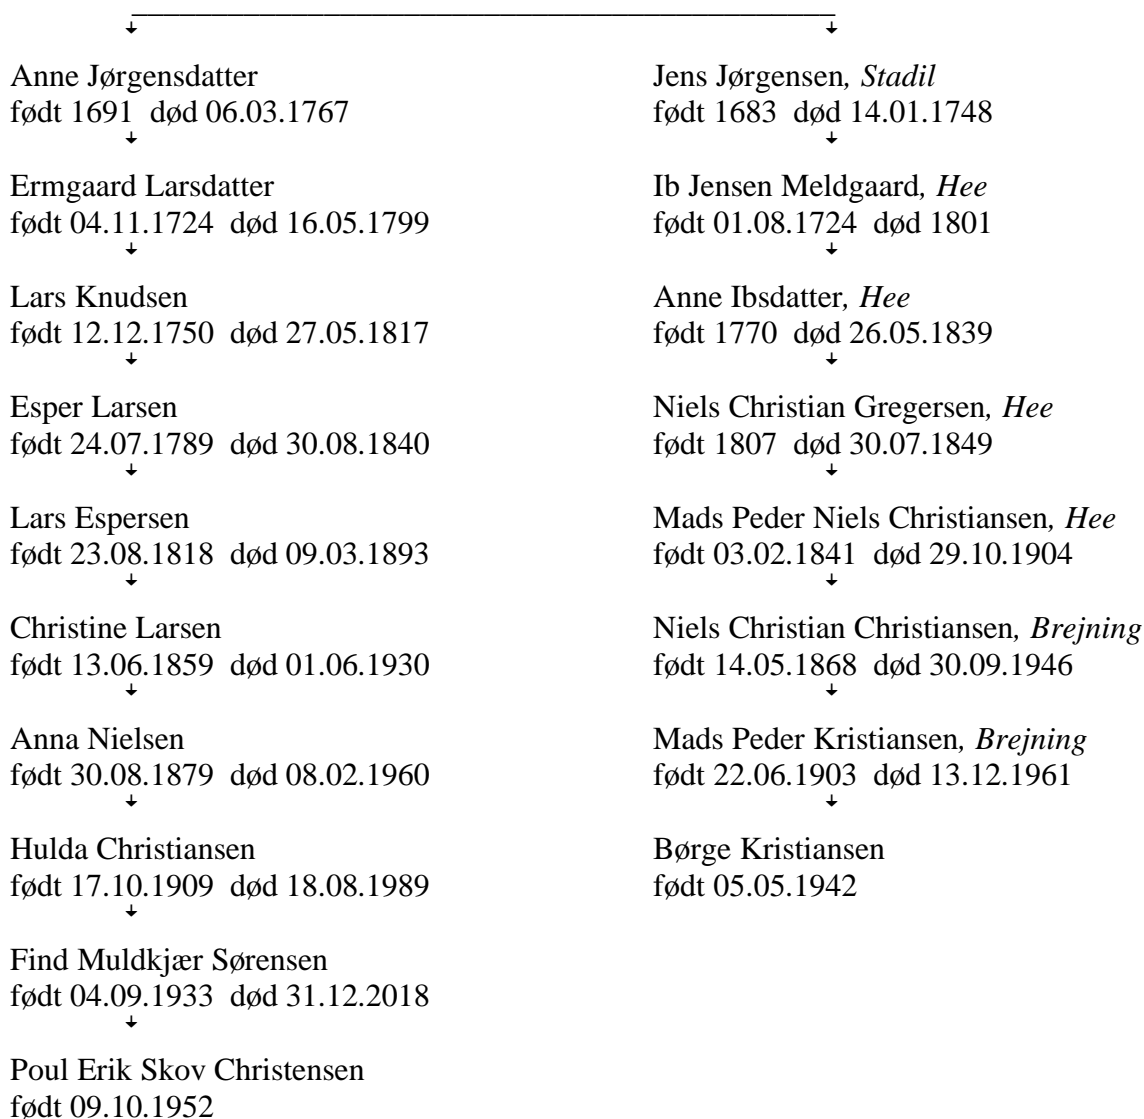 Anne Jørgensdatter
født 1691 død 06.03.1767
Ermgaard Larsdatter
født 04.11.1724 død 16.05.1799
Lars Knudsen
født 12.12.1750 død 27.05.1817
Esper Larsen
født 24.07.1789 død 30.08.1840
Lars Espersen
født 23.08.1818 død 09.03.1893
Christine Larsen
født 13.06.1859 død 01.06.1930
Anna Nielsen
født 30.08.1879 død 08.02.1960
Hulda Christiansen
født 17.10.1909 død 18.08.1989
Find Muldkjær Sørensen
født 04.09.1933 død 31.12.2018
Poul Erik Skov Christensen
født 09.10.1952
Jens Jørgensen, Stadil
født 1683 død 14.01.1748
Ib Jensen Meldgaard, Hee
født 01.08.1724 død 1801
Anne Ibsdatter, Hee
født 1770 død 26.05.1839
Niels Christian Gregersen, Hee
født 1807 død 30.07.1849
Mads Peder Niels Christiansen, Hee
født 03.02.1841 død 29.10.1904
Niels Christian Christiansen, Brejning
født 14.05.1868 død 30.09.1946
Mads Peder Kristiansen, Brejning
født 22.06.1903 død 13.12.1961
Børge Kristiansen
født 05.05.1942